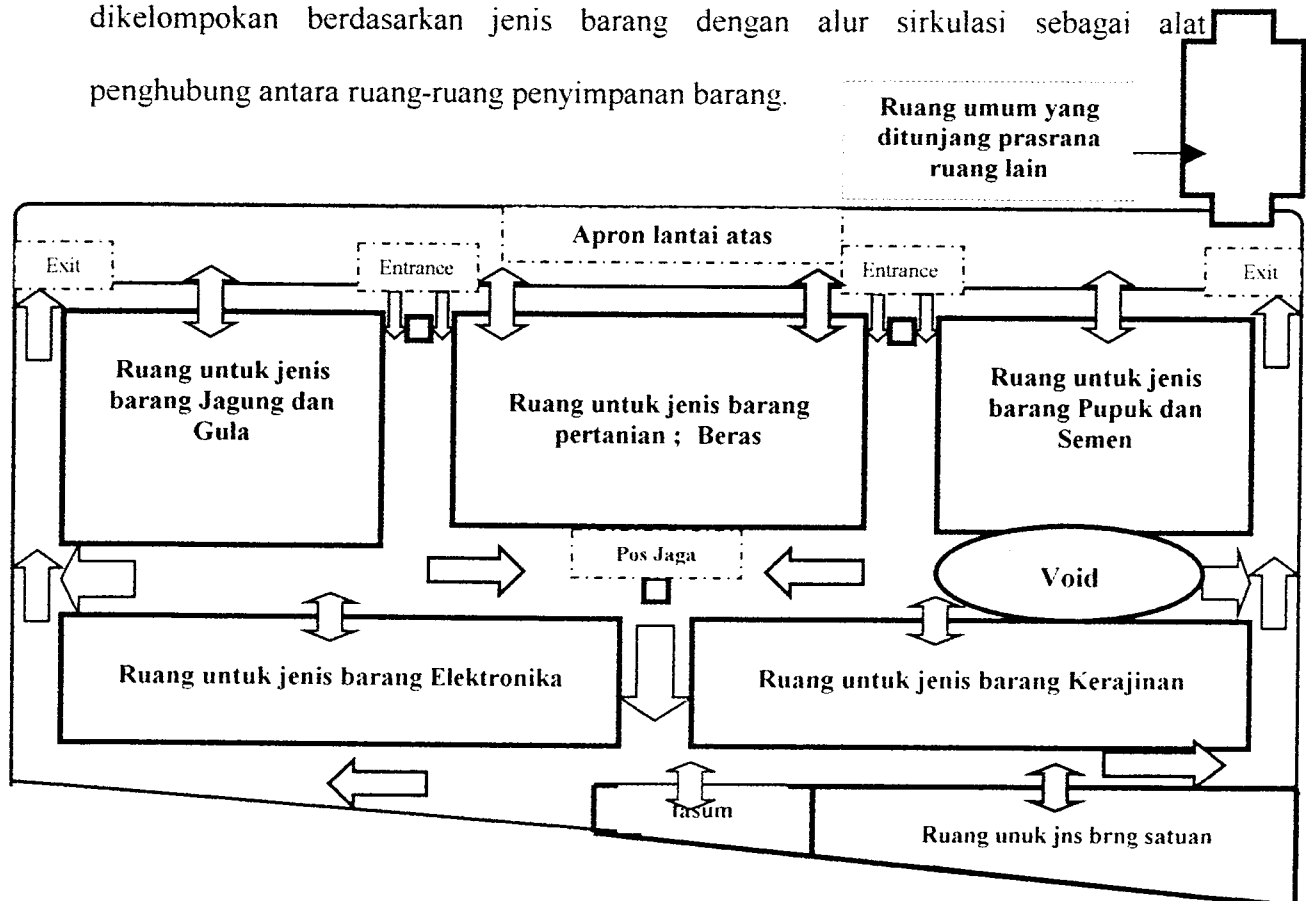 dikelompokan berdasarkan jenis barang dengan alur sirkulasi sebagai alat
penghubung antara ruang-ruang penyimpanan barang.
Ruang umum yang
ditunjang prasrana
ruang lain
Apron lantai atas
Exit
Entrance
Entrance
Exit
Ruang untuk jenis
barang Jagung dan
Gula
Ruang untuk jenis barang
pertanian ; Beras
Ruang untuk jenis
barang Pupuk dan
Semen
Pos Jaga
Void
Ruang untuk jenis barang Elektronika
Ruang untuk jenis barang Kerajinan
fasum
Ruang unuk jns brng satuan